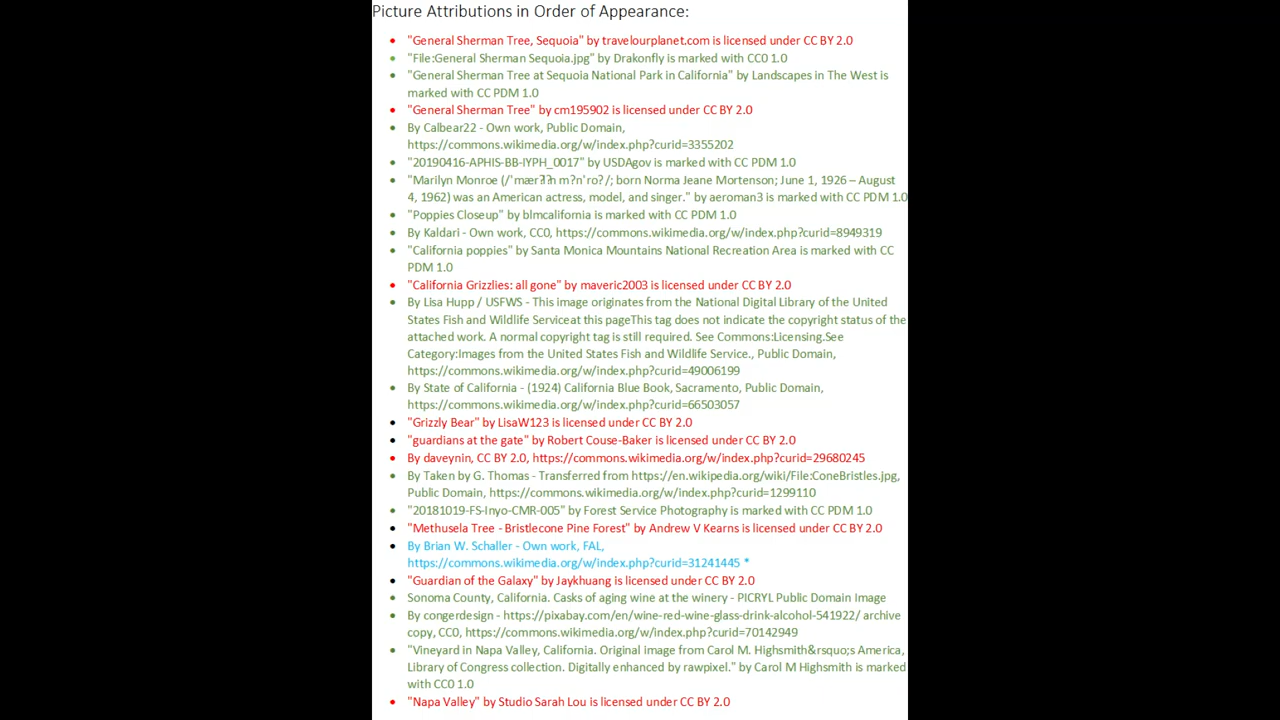 Picture Attributions in Order of Appearance:
• "General Sherman Tree, Sequoia" by travelourplanet.com is licensed under CC BY 2.0
• "File:General Sherman Sequoia.jpg" by Drakonfly is marked with CC0 1.0
• "General Sherman Tree at Sequoia National Park in California" by Landscapes in The West is
marked with CC PDM 1.0
• "General Sherman Tree" by cm195902 is licensed under CC BY 2.0
• By Calbear22 - Own work, Public Domain,
https://commons.wikimedia.org/w/index.php?curid=3355202
• "20190416-APHIS-BB-IYPH_0017" by USDAgov is marked with CC PDM 1.0
• "Marilyn Monroe (/ˈmær??n m?nˈro?/; born Norma Jeane Mortenson; June 1, 1926 – August
4, 1962) was an American actress, model, and singer." by aeroman3 is marked with CC PDM 1.0
• "Poppies Closeup" by blmcalifornia is marked with CC PDM 1.0
• By Kaldari - Own work, CC0, https://commons.wikimedia.org/w/index.php?curid=8949319
• "California poppies" by Santa Monica Mountains National Recreation Area is marked with CC
PDM 1.0
• "California Grizzlies: all gone" by maveric2003 is licensed under CC BY 2.0
• By Lisa Hupp / USFWS - This image originates from the National Digital Library of the United
States Fish and Wildlife Serviceat this pageThis tag does not indicate the copyright status of the
attached work. A normal copyright tag is still required. See Commons:Licensing.See
Category:Images from the United States Fish and Wildlife Service., Public Domain,
https://commons.wikimedia.org/w/index.php?curid=49006199
• By State of California - (1924) California Blue Book, Sacramento, Public Domain,
https://commons.wikimedia.org/w/index.php?curid=66503057
• "Grizzly Bear" by LisaW123 is licensed under CC BY 2.0
• "guardians at the gate" by Robert Couse-Baker is licensed under CC BY 2.0
• By daveynin, CC BY 2.0, https://commons.wikimedia.org/w/index.php?curid=29680245
• By Taken by G. Thomas - Transferred from https://en.wikipedia.org/wiki/File:ConeBristles.jpg,
Public Domain, https://commons.wikimedia.org/w/index.php?curid=1299110
• "20181019-FS-Inyo-CMR-005" by Forest Service Photography is marked with CC PDM 1.0
• "Methusela Tree - Bristlecone Pine Forest" by Andrew V Kearns is licensed under CC BY 2.0
• By Brian W. Schaller - Own work, FAL,
https://commons.wikimedia.org/w/index.php?curid=31241445 *
• "Guardian of the Galaxy" by Jaykhuang is licensed under CC BY 2.0
• Sonoma County, California. Casks of aging wine at the winery - PICRYL Public Domain Image
• By congerdesign - https://pixabay.com/en/wine-red-wine-glass-drink-alcohol-541922/ archive
copy, CC0, https://commons.wikimedia.org/w/index.php?curid=70142949
• "Vineyard in Napa Valley, California. Original image from Carol M. Highsmith&rsquo;s America,
Library of Congress collection. Digitally enhanced by rawpixel." by Carol M Highsmith is marked
with CC0 1.0
• "Napa Valley" by Studio Sarah Lou is licensed under CC BY 2.0